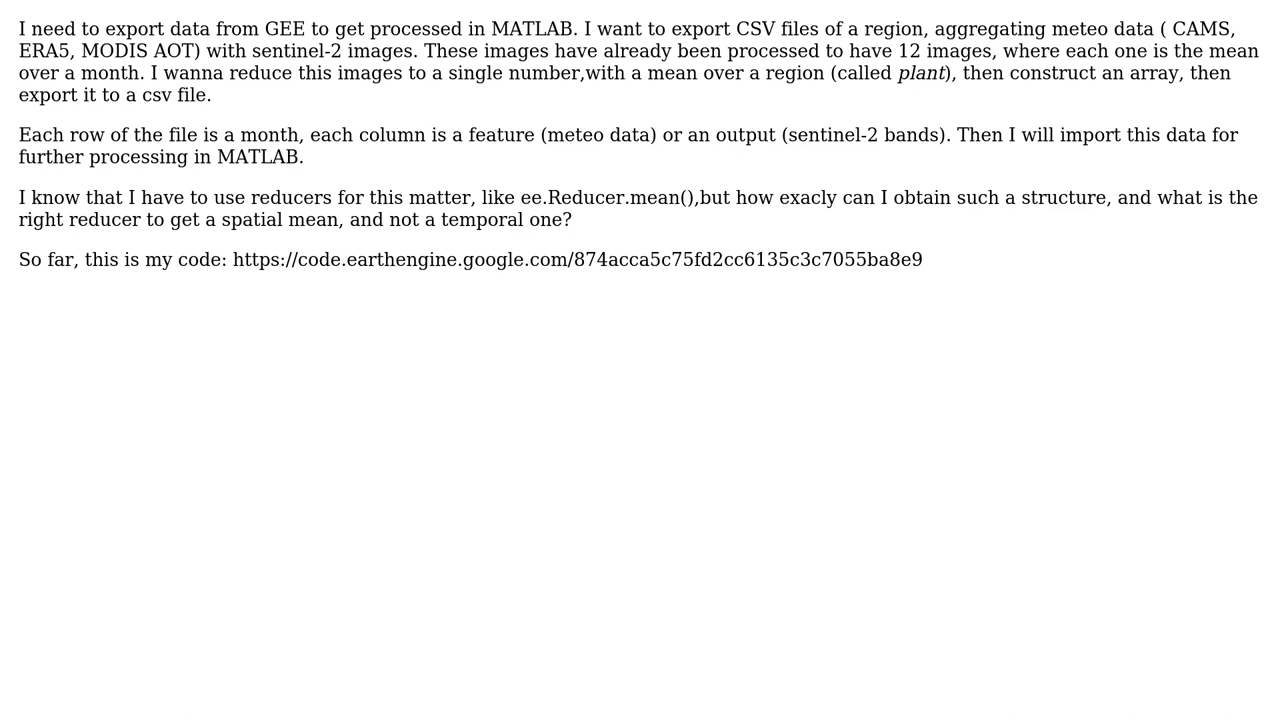 I need to export data from GEE to get processed in MATLAB. I want to export CSV files of a region, aggregating meteo data ( CAMS,
ERA5, MODIS AOT) with sentinel-2 images. These images have already been processed to have 12 images, where each one is the mean
over a month. I wanna reduce this images to a single number,with a mean over a region (called plant), then construct an array, then
export it to a csv file.
Each row of the file is a month, each column is a feature (meteo data) or an output (sentinel-2 bands). Then I will import this data for
further processing in MATLAB.
I know that I have to use reducers for this matter, like ee.Reducer.mean(),but how exacly can I obtain such a structure, and what is the
right reducer to get a spatial mean, and not a temporal one?
So far, this is my code: https://code.earthengine.google.com/874acca5c75fd2cc6135c3c7055ba8e9